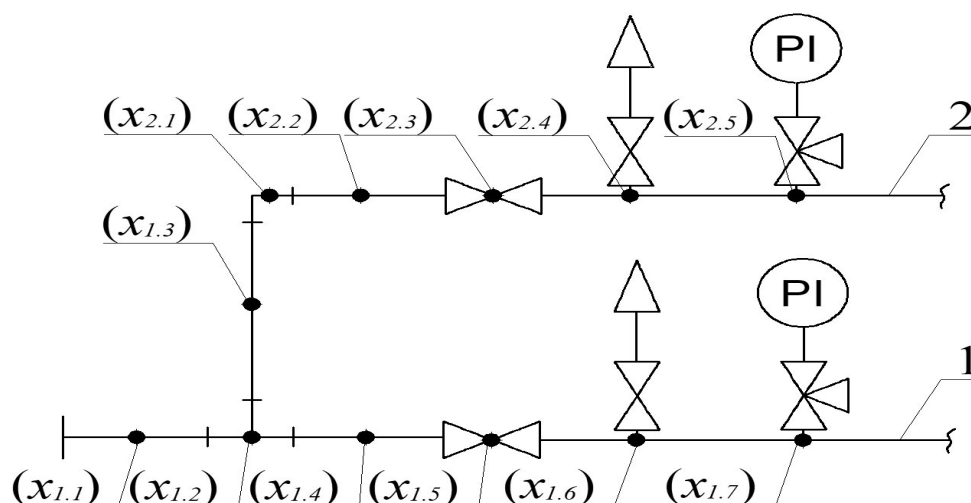 PI
PI
(x2.1) (x2.2) (x2.3) (x2.4) (x2.5) 2
(x1.3)
1
(x1.1) (x1.2) (x1.4) (x1.5) (x1.6) (x1.7)